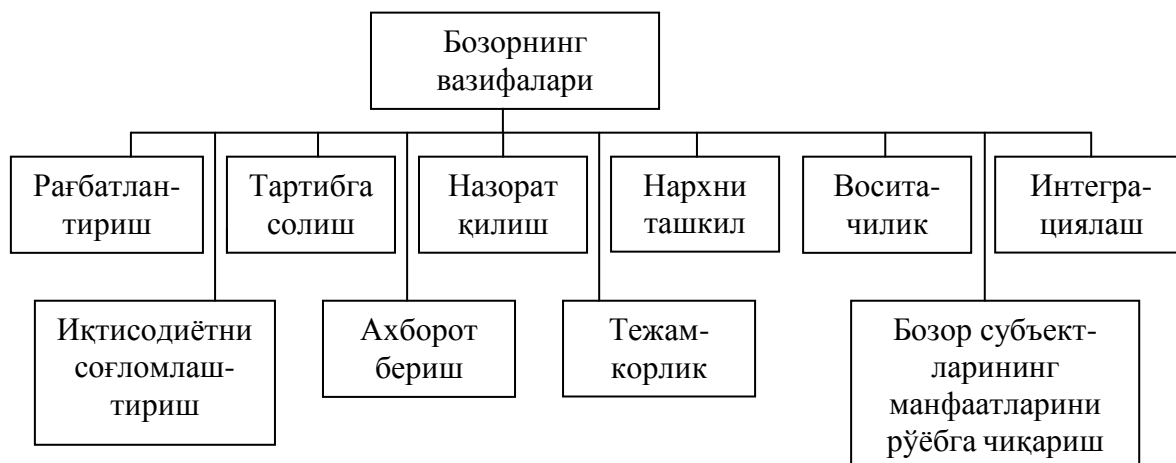 Бозорнинг
вазифалари
Рағбатлан-
тириш
Тартибга
солиш
Назорат
қилиш
Нархни
ташкил
Восита-
чилик
Интегра-
циялаш
Иқтисодиётни
соғломлаш-
тириш
Ахборот
бериш
Тежам-
корлик
Бозор субъект-
ларининг
манфаатларини
рўёбга чиқариш